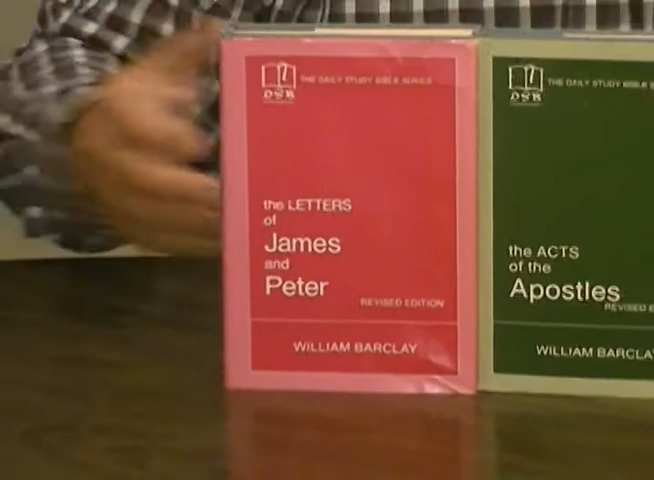 DSB
THE DAILY STUDY BIBLE SERIES
the LETTERS
of
James
and
Peter
REVISED EDITION
WILLIAM BARCLAY
DSB
THE DAILY STUDY BIBLE
the ACTS
of the
Apostles
REVISED
WILLIAM BARCLAY